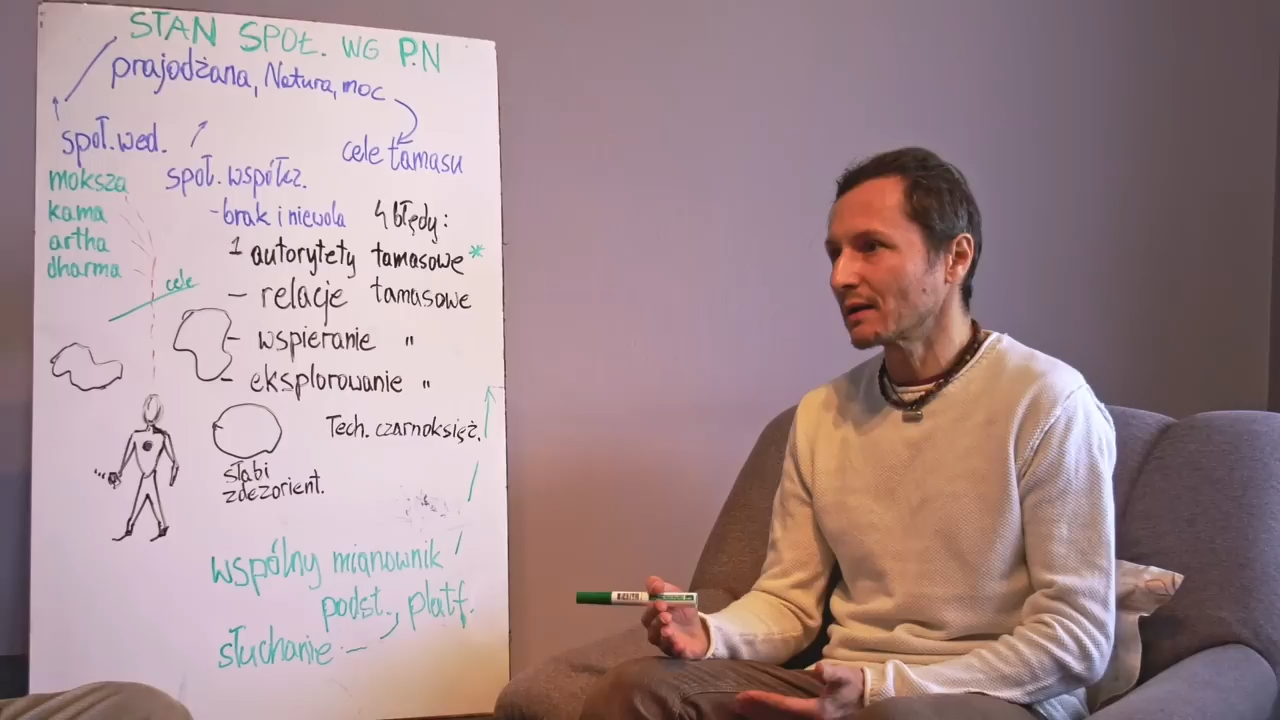 STAN SPOŁ. WG P.N
prajodżana, Natura, moc
społ. wed.
cele tamasu
moksza
społ. współcz.
kama
- brak i niewola
4 błędy:
artha
1 autorytety tamasowe *
dharma
cele
- relacje tamasowe
- wspieranie "
- eksplorowanie "
Tech. czarnoksięż.
słabi
zdezorient.
wspólny mianownik
podst., platf.
słuchanie -